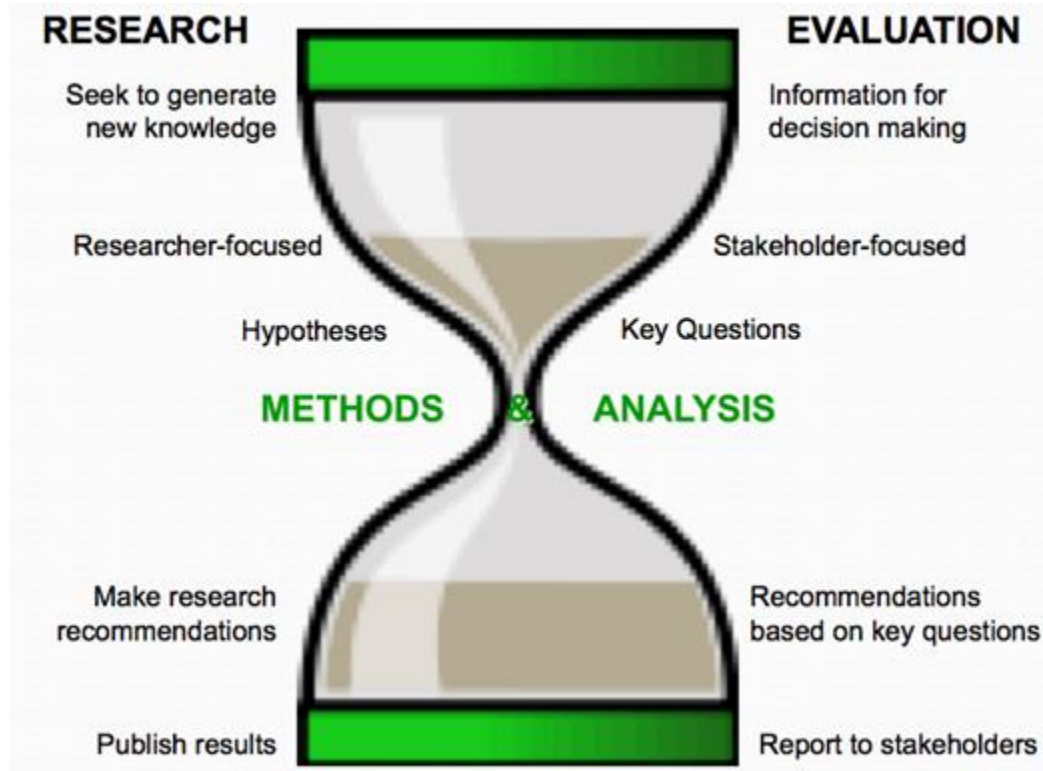 RESEARCH
EVALUATION
Seek to generate
new knowledge
Information for
decision making
Researcher-focused
Stakeholder-focused
Hypotheses
Key Questions
METHODS & ANALYSIS
Make research
recommendations
Recommendations
based on key questions
Publish results
Report to stakeholders